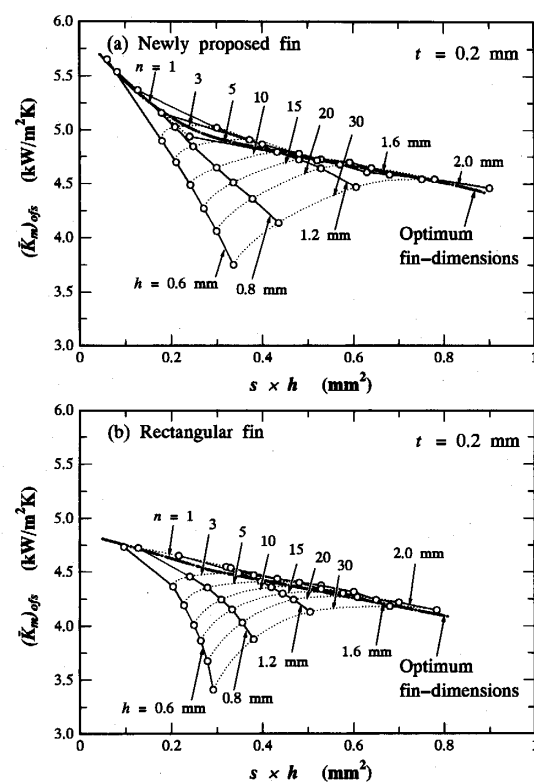 6.0
(a) Newly proposed fin
t = 0.2 mm
5.5
n = 1
3
5
10
15
20
30
1.6 mm
2.0 mm
5.0
4.5
4.0
3.5
3.0
(K̄m)ofs (kW/m²K)
1.2 mm
0.8 mm
h = 0.6 mm
Optimum
fin-dimensions
0 0.2 0.4 0.6 0.8 1
s × h (mm²)
6.0
(b) Rectangular fin
t = 0.2 mm
5.5
5.0
n = 1
3
5
10
15
20
30
2.0 mm
4.5
4.0
3.5
3.0
(K̄m)ofs (kW/m²K)
1.2 mm
1.6 mm
0.8 mm
h = 0.6 mm
Optimum
fin-dimensions
0 0.2 0.4 0.6 0.8 1
s × h (mm²)